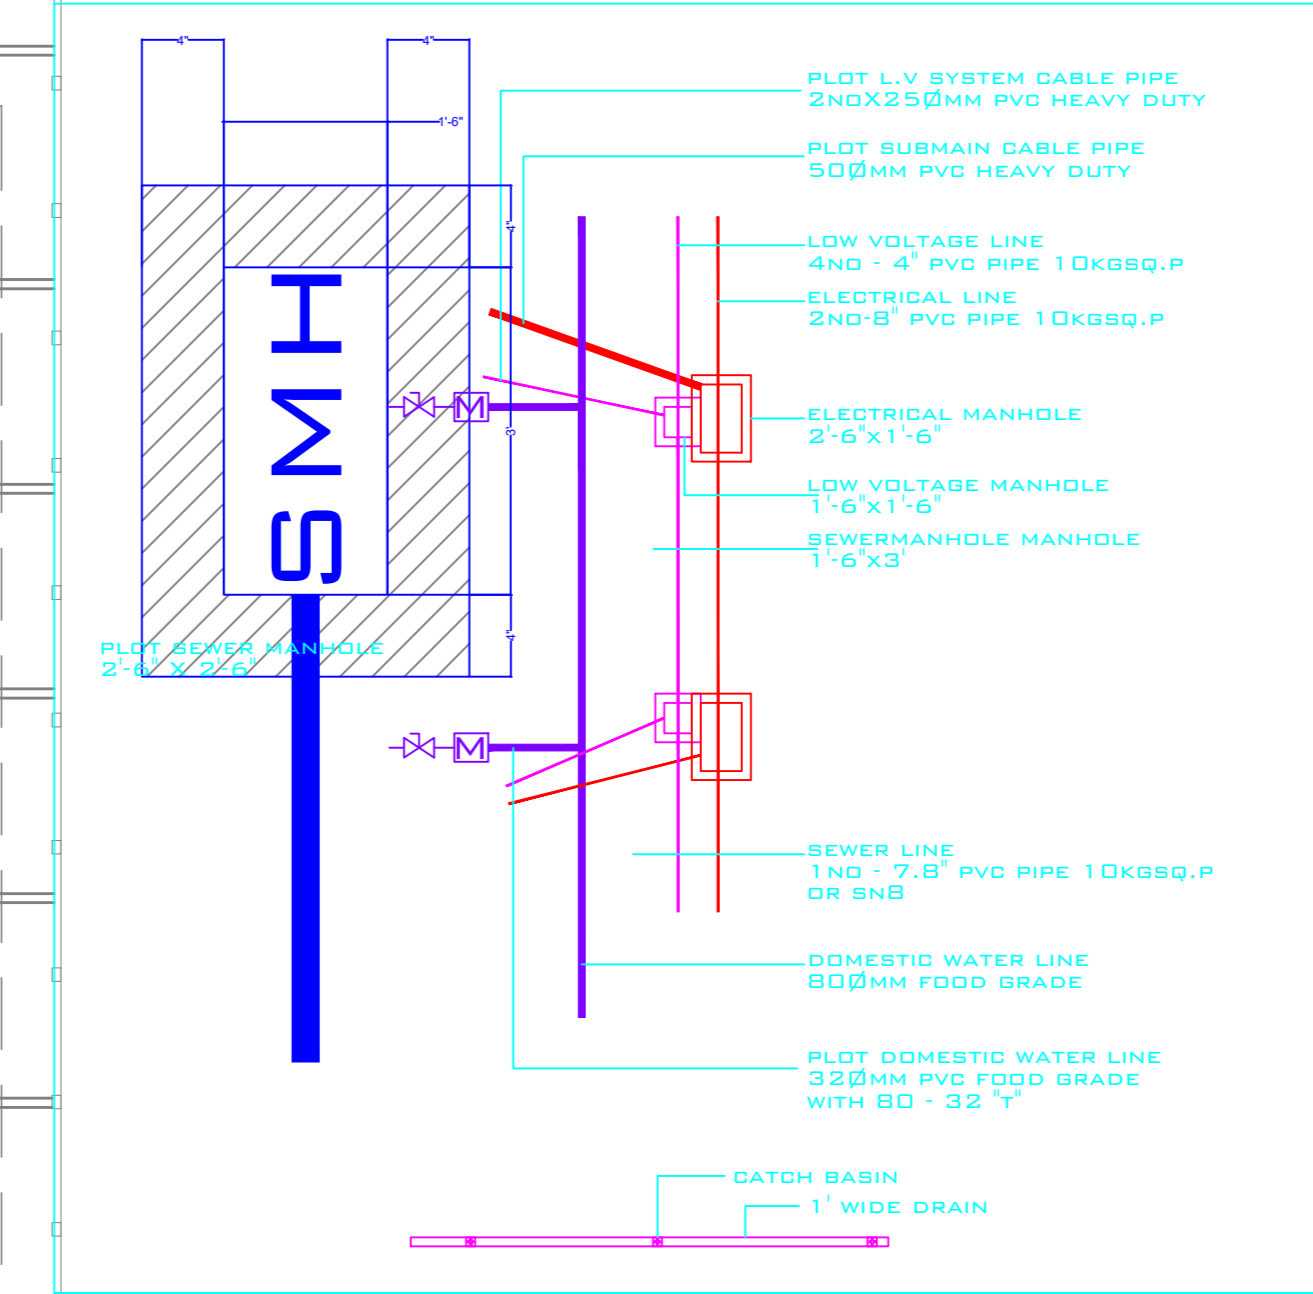 4"
4"
1'-6"
PLOT L.V SYSTEM CABLE PIPE
2NOX25ØMM PVC HEAVY DUTY
PLOT SUBMAIN CABLE PIPE
50ØMM PVC HEAVY DUTY
4"
LOW VOLTAGE LINE
4NO - 4" PVC PIPE 10KGSQ.P
ELECTRICAL LINE
2NO-8" PVC PIPE 10KGSQ.P
SMH
M
3'
ELECTRICAL MANHOLE
2'-6"X1'-6"
LOW VOLTAGE MANHOLE
1'-6"X1'-6"
SEWERMANHOLE MANHOLE
1'-6"X3'
4"
PLOT SEWER MANHOLE
2'-6" X 2'-6"
M
SEWER LINE
1NO - 7.8" PVC PIPE 10KGSQ.P
OR SN8
DOMESTIC WATER LINE
80ØMM FOOD GRADE
PLOT DOMESTIC WATER LINE
32ØMM PVC FOOD GRADE
WITH 80 - 32 "T"
CATCH BASIN
1' WIDE DRAIN